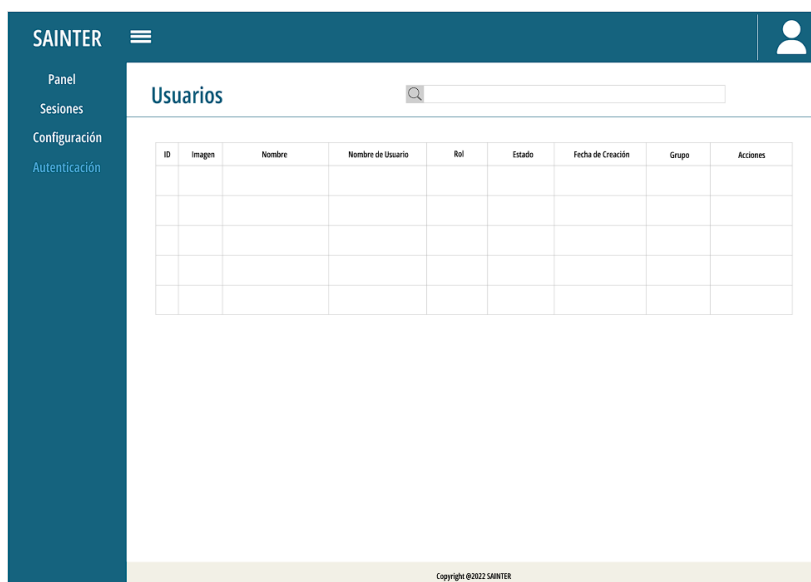 SAINTER
Panel
Sesiones
Configuración
Autenticación
Usuarios
ID Imagen Nombre Nombre de Usuario Rol Estado Fecha de Creación Grupo Acciones
Copyright @2022 SAINTER